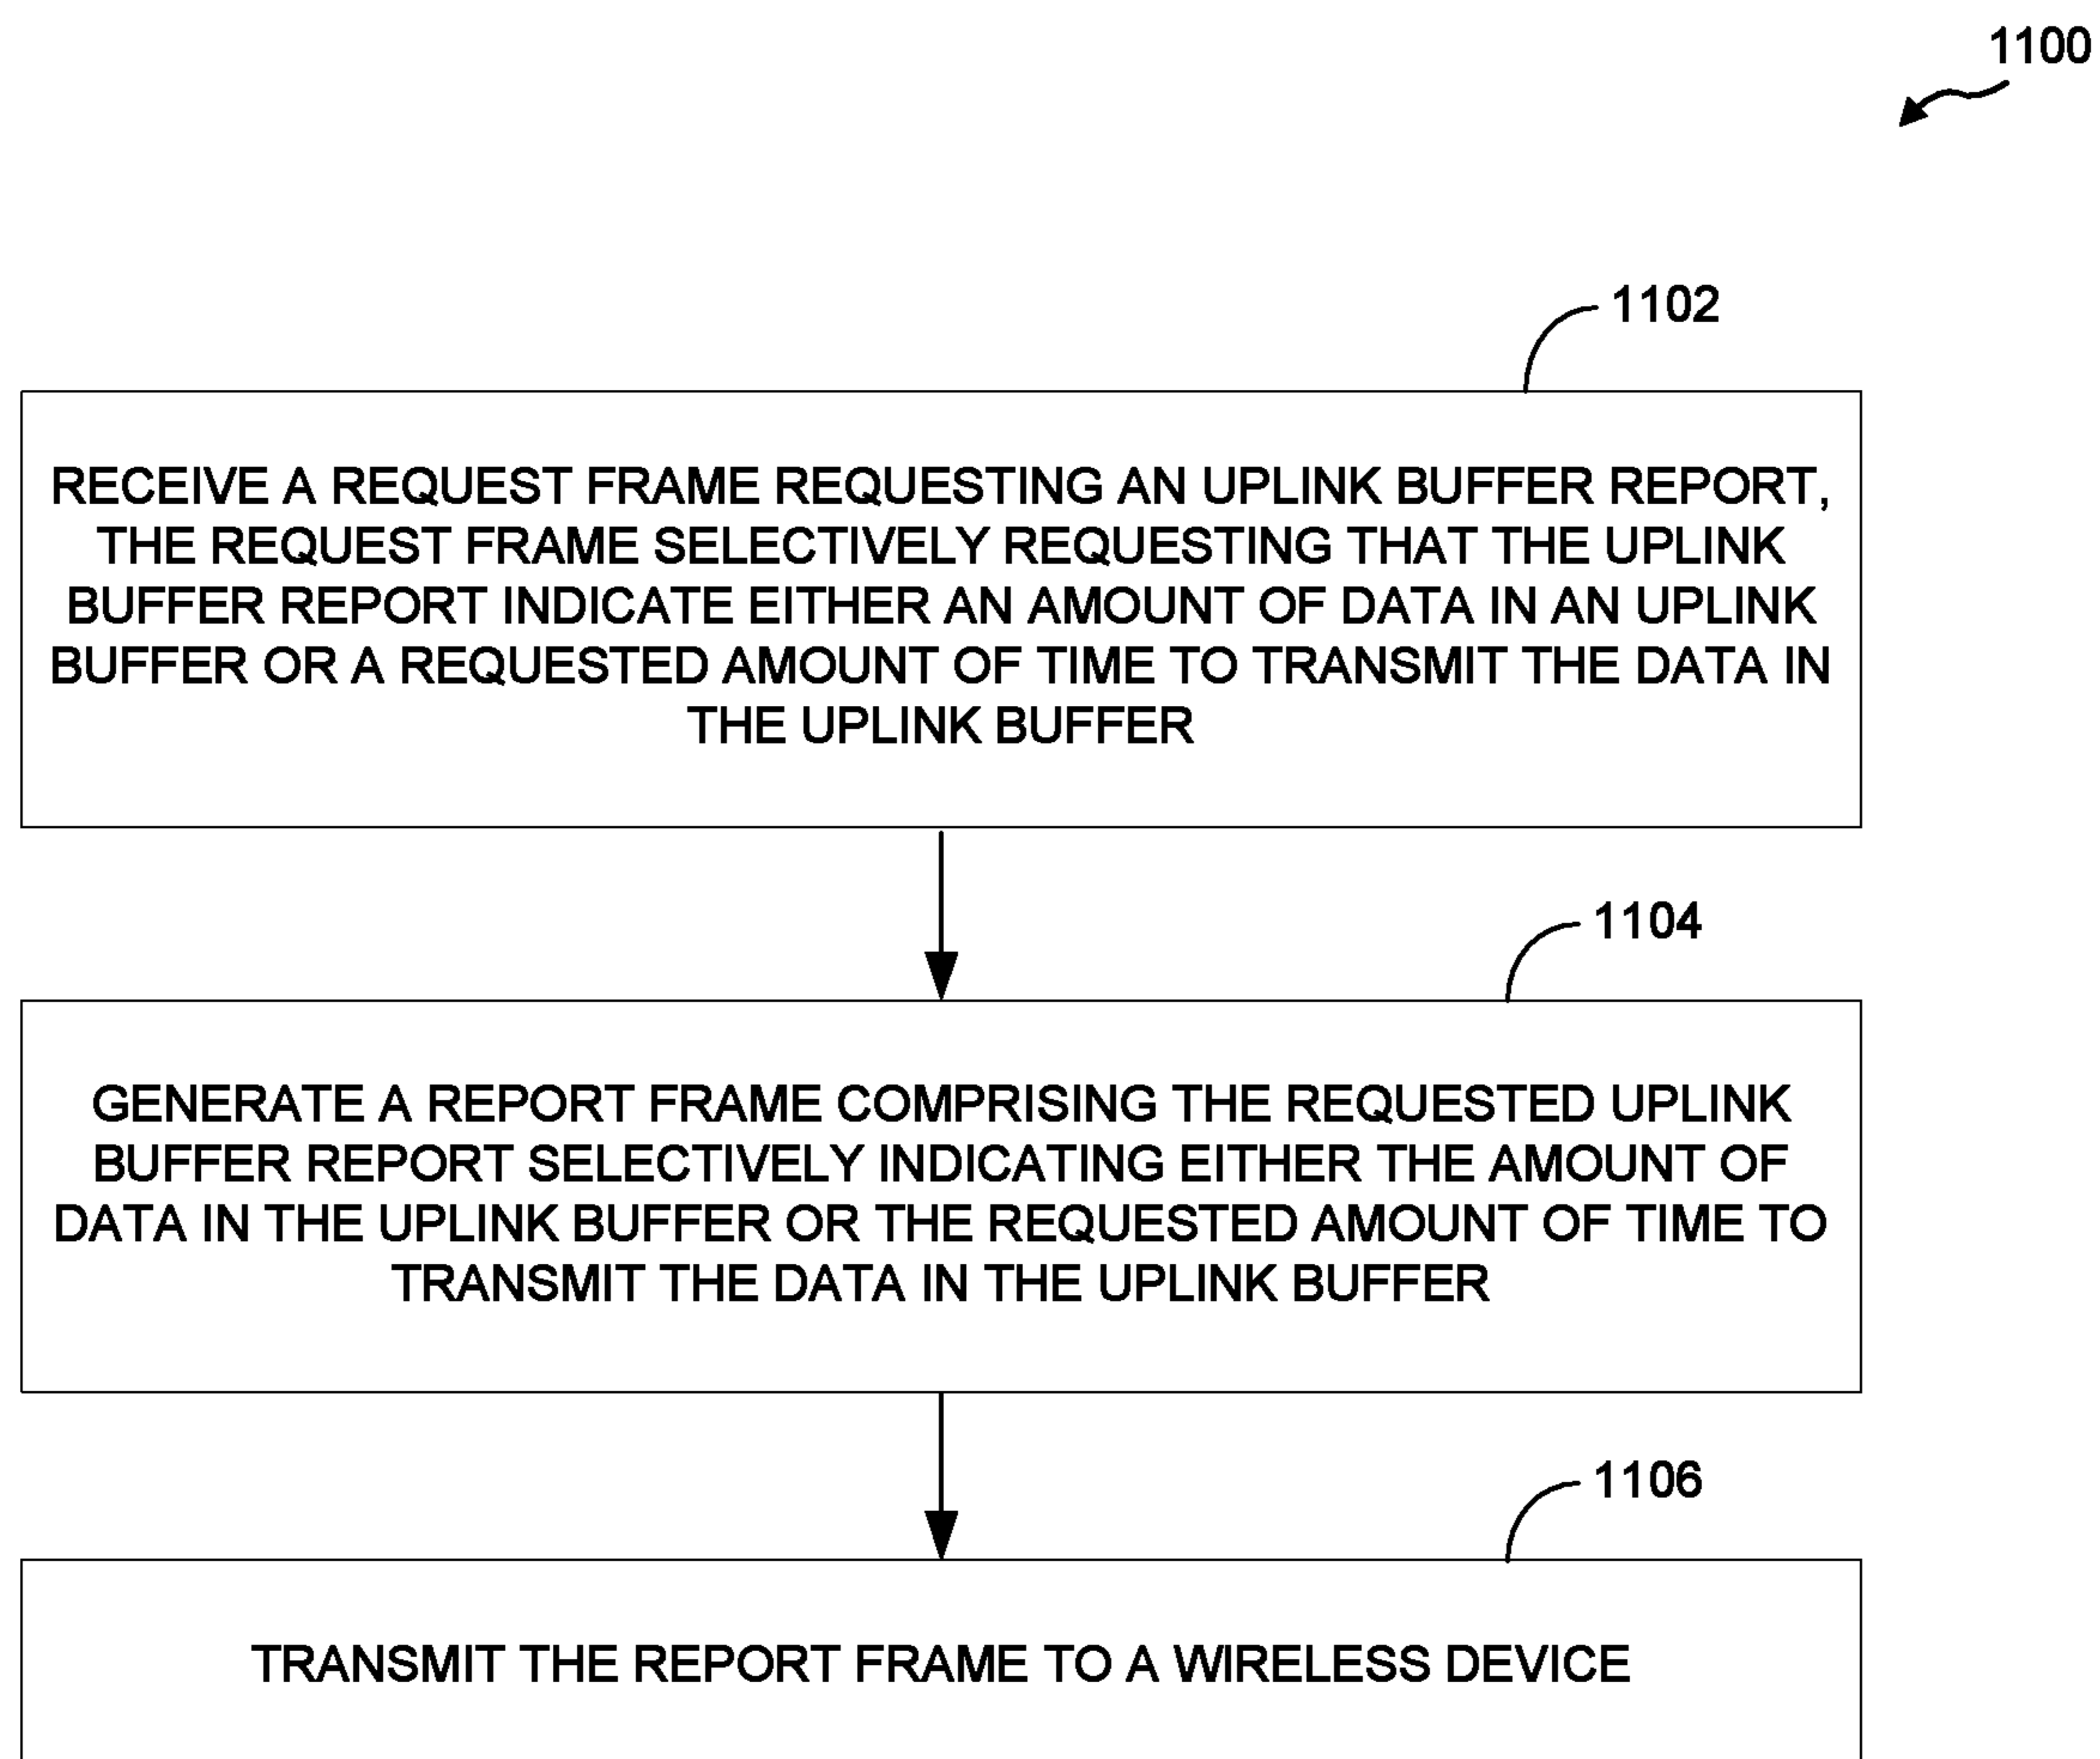 1100
1102
RECEIVE A REQUEST FRAME REQUESTING AN UPLINK BUFFER REPORT,
THE REQUEST FRAME SELECTIVELY REQUESTING THAT THE UPLINK
BUFFER REPORT INDICATE EITHER AN AMOUNT OF DATA IN AN UPLINK
BUFFER OR A REQUESTED AMOUNT OF TIME TO TRANSMIT THE DATA IN
THE UPLINK BUFFER
1104
GENERATE A REPORT FRAME COMPRISING THE REQUESTED UPLINK
BUFFER REPORT SELECTIVELY INDICATING EITHER THE AMOUNT OF
DATA IN THE UPLINK BUFFER OR THE REQUESTED AMOUNT OF TIME TO
TRANSMIT THE DATA IN THE UPLINK BUFFER
1106
TRANSMIT THE REPORT FRAME TO A WIRELESS DEVICE